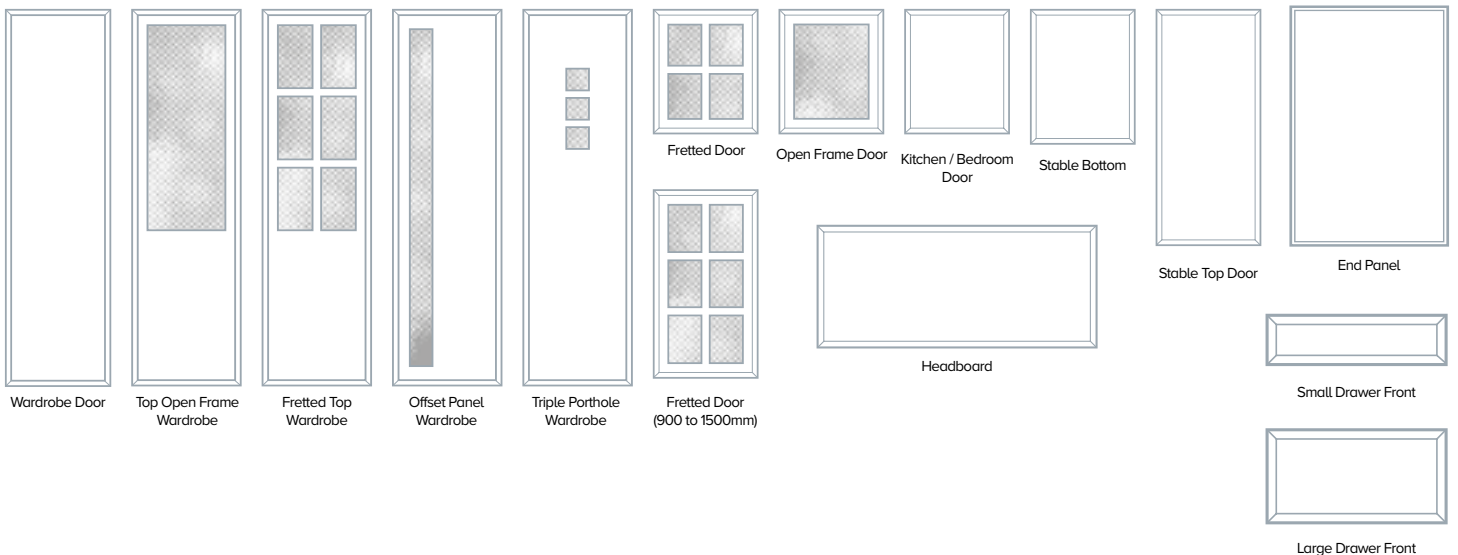 Wardrobe Door
Top Open Frame
Wardrobe
Fretted Top
Wardrobe
Offset Panel
Wardrobe
Triple Porthole
Wardrobe
Fretted Door
Fretted Door
(900 to 1500mm)
Open Frame Door
Kitchen / Bedroom
Door
Stable Bottom
Headboard
Stable Top Door
End Panel
Small Drawer Front
Large Drawer Front